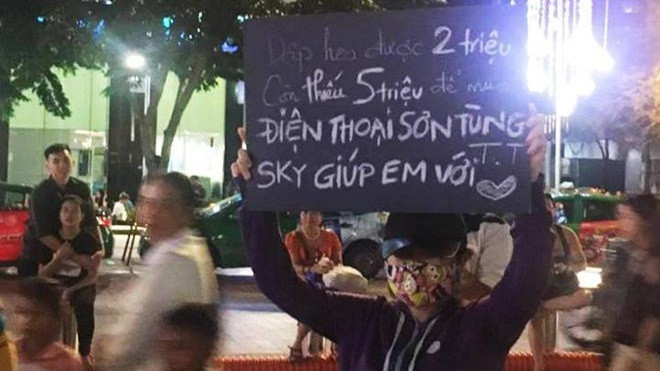 Đập heo được 2 triệu
Còn thiếu 5 triệu để mua
ĐIỆN THOẠI SƠN TÙNG
SKY GIÚP EM VỚI T.T